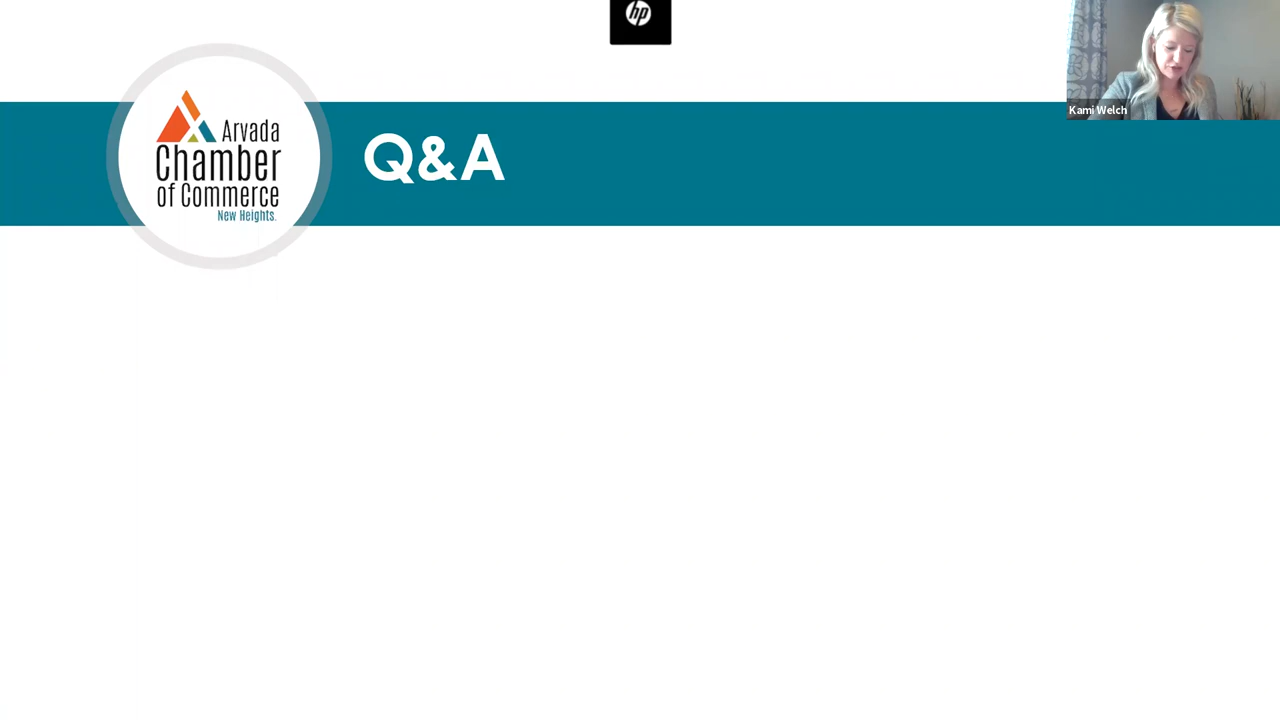 hp
Kami Welch
Arvada
Chamber
of Commerce
New Heights.
Q&A